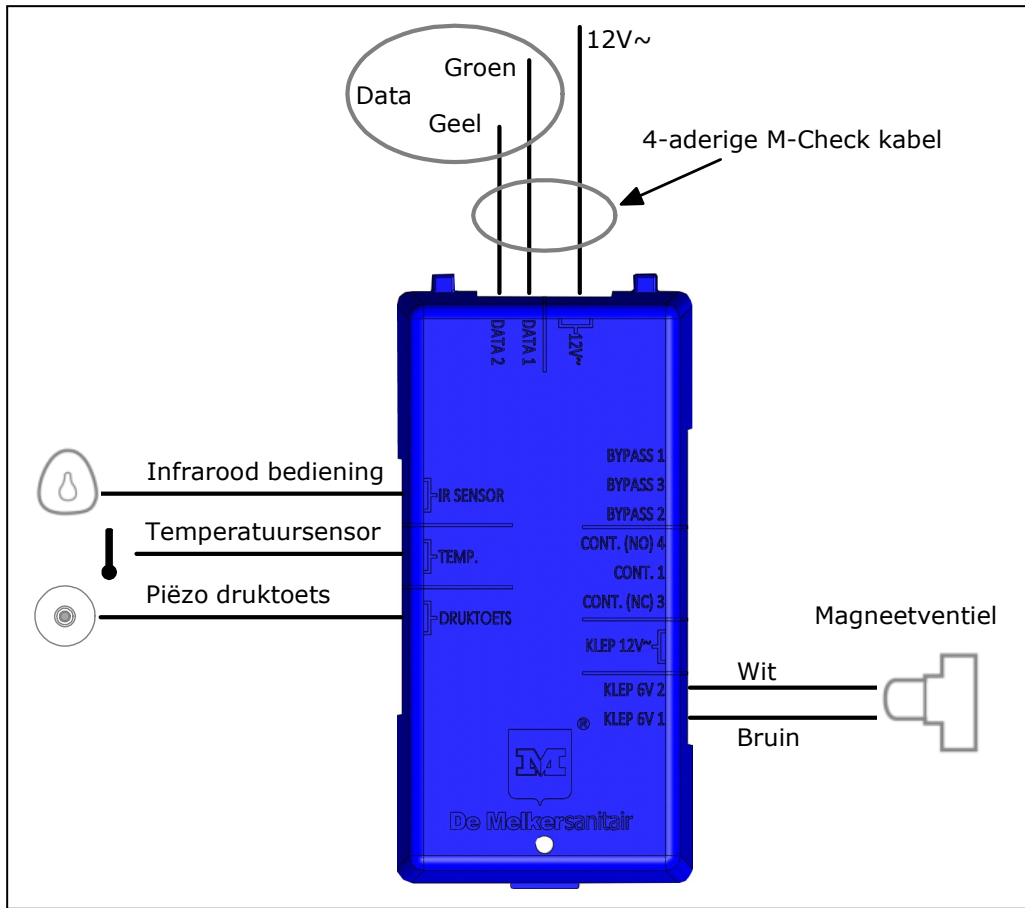 12V~
Groen
Data
Geel
4-aderige M-Check kabel
DATA 2
DATA 1
12V~
BYPASS 1
BYPASS 3
BYPASS 2
Infrarood bediening
IR SENSOR
Temperatuursensor
TEMP.
CONT. (NO) 4
CONT. 1
CONT. (NC) 3
Piëzo druktoets
DRUKTOETS
KLEP 12V~
Magneetventiel
Wit
KLEP 6V 2
KLEP 6V 1
Bruin
®
M
De Melkersanitair